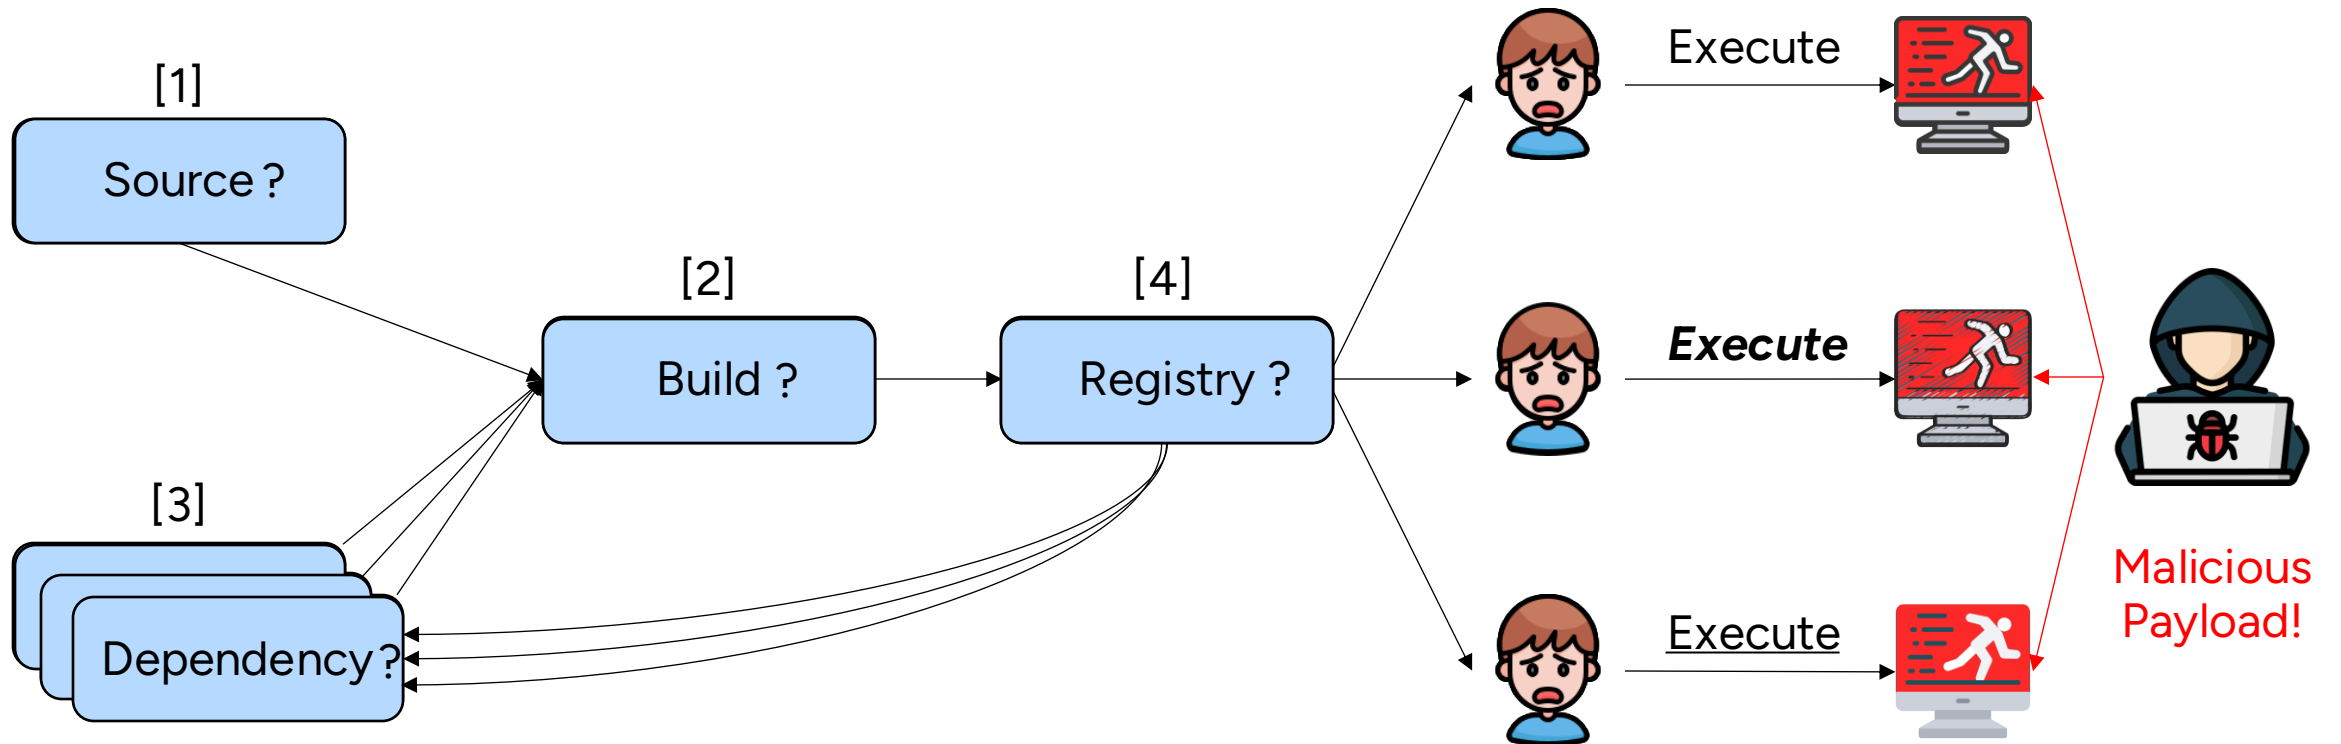 [1]
Source ?
[2]
Build ?
[3]
Dependency?
[4]
Registry ?
Execute
Execute
Execute
Malicious
Payload!